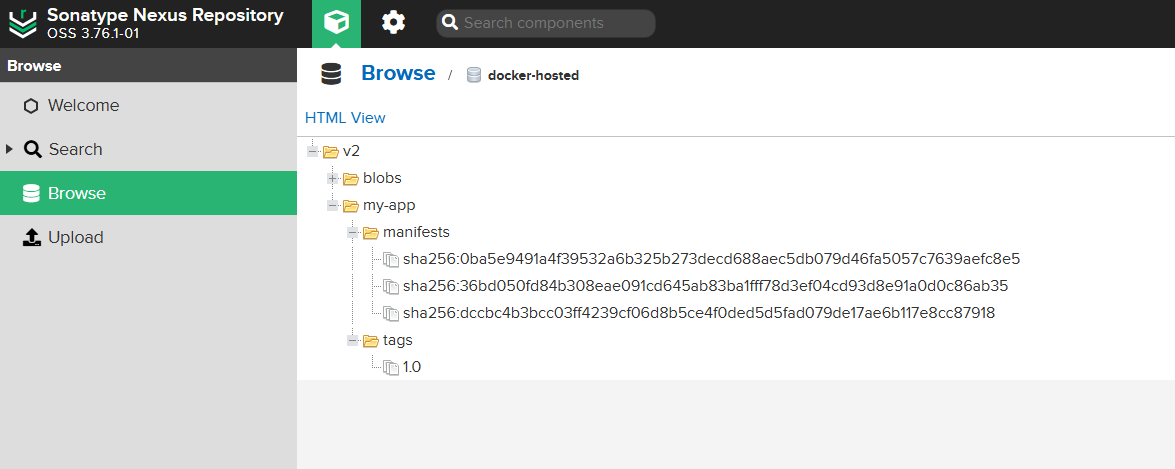 Sonatype Nexus Repository
OSS 3.76.1-01
Search components
Browse
Welcome
Search
Browse
Upload
Browse / docker-hosted
HTML View
v2
blobs
my-app
manifests
sha256:0ba5e9491a4f39532a6b325b273decd688aec5db079d46fa5057c7639aefc8e5
sha256:36bd050fd84b308eae091cd645ab83ba1fff78d3ef04cd93d8e91a0d0c86ab35
sha256:dccbc4b3bcc03ff4239cf06d8b5ce4f0ded5d5fad079de17ae6b117e8cc87918
tags
1.0